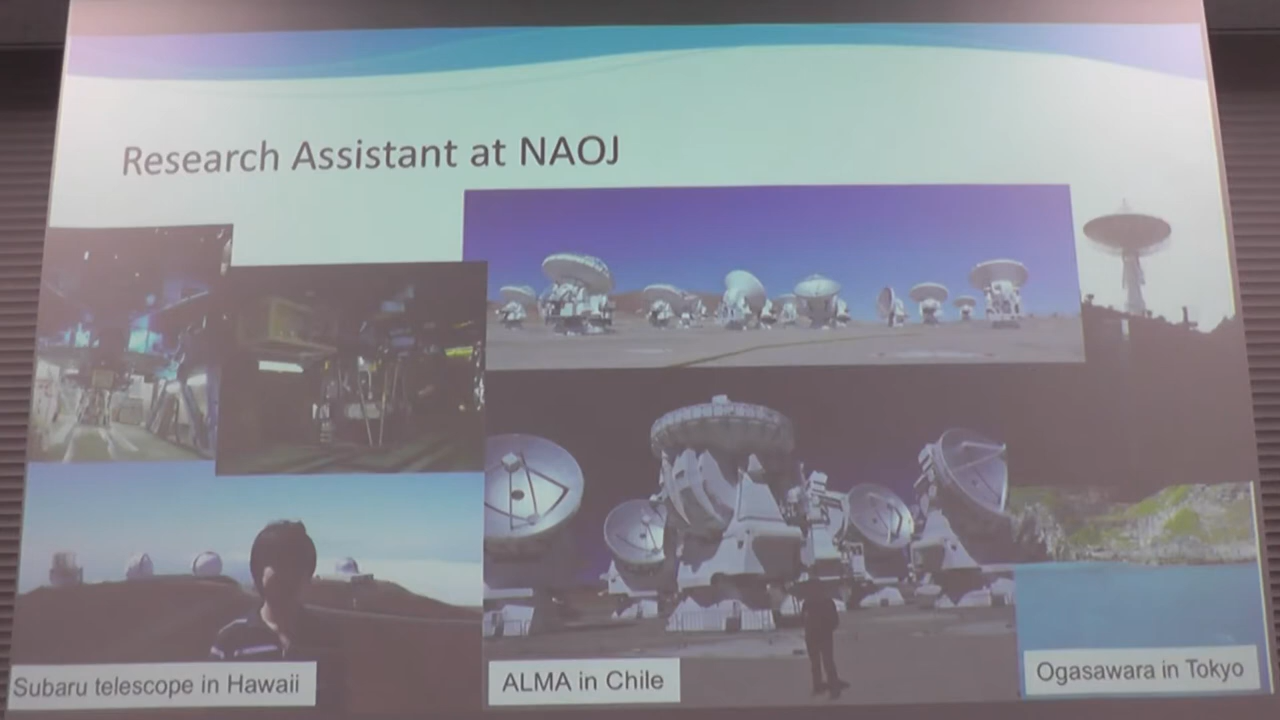 Research Assistant at NAOJ
Subaru telescope in Hawaii
ALMA in Chile
Ogasawara in Tokyo